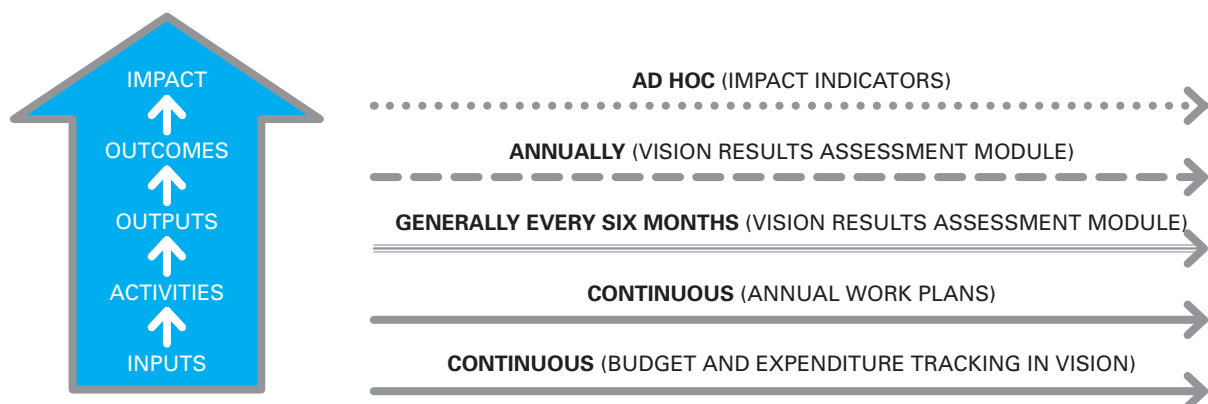 IMPACT
AD HOC (IMPACT INDICATORS)
OUTCOMES
ANNUALLY (VISION RESULTS ASSESSMENT MODULE)
OUTPUTS
GENERALLY EVERY SIX MONTHS (VISION RESULTS ASSESSMENT MODULE)
ACTIVITIES
CONTINUOUS (ANNUAL WORK PLANS)
INPUTS
CONTINUOUS (BUDGET AND EXPENDITURE TRACKING IN VISION)